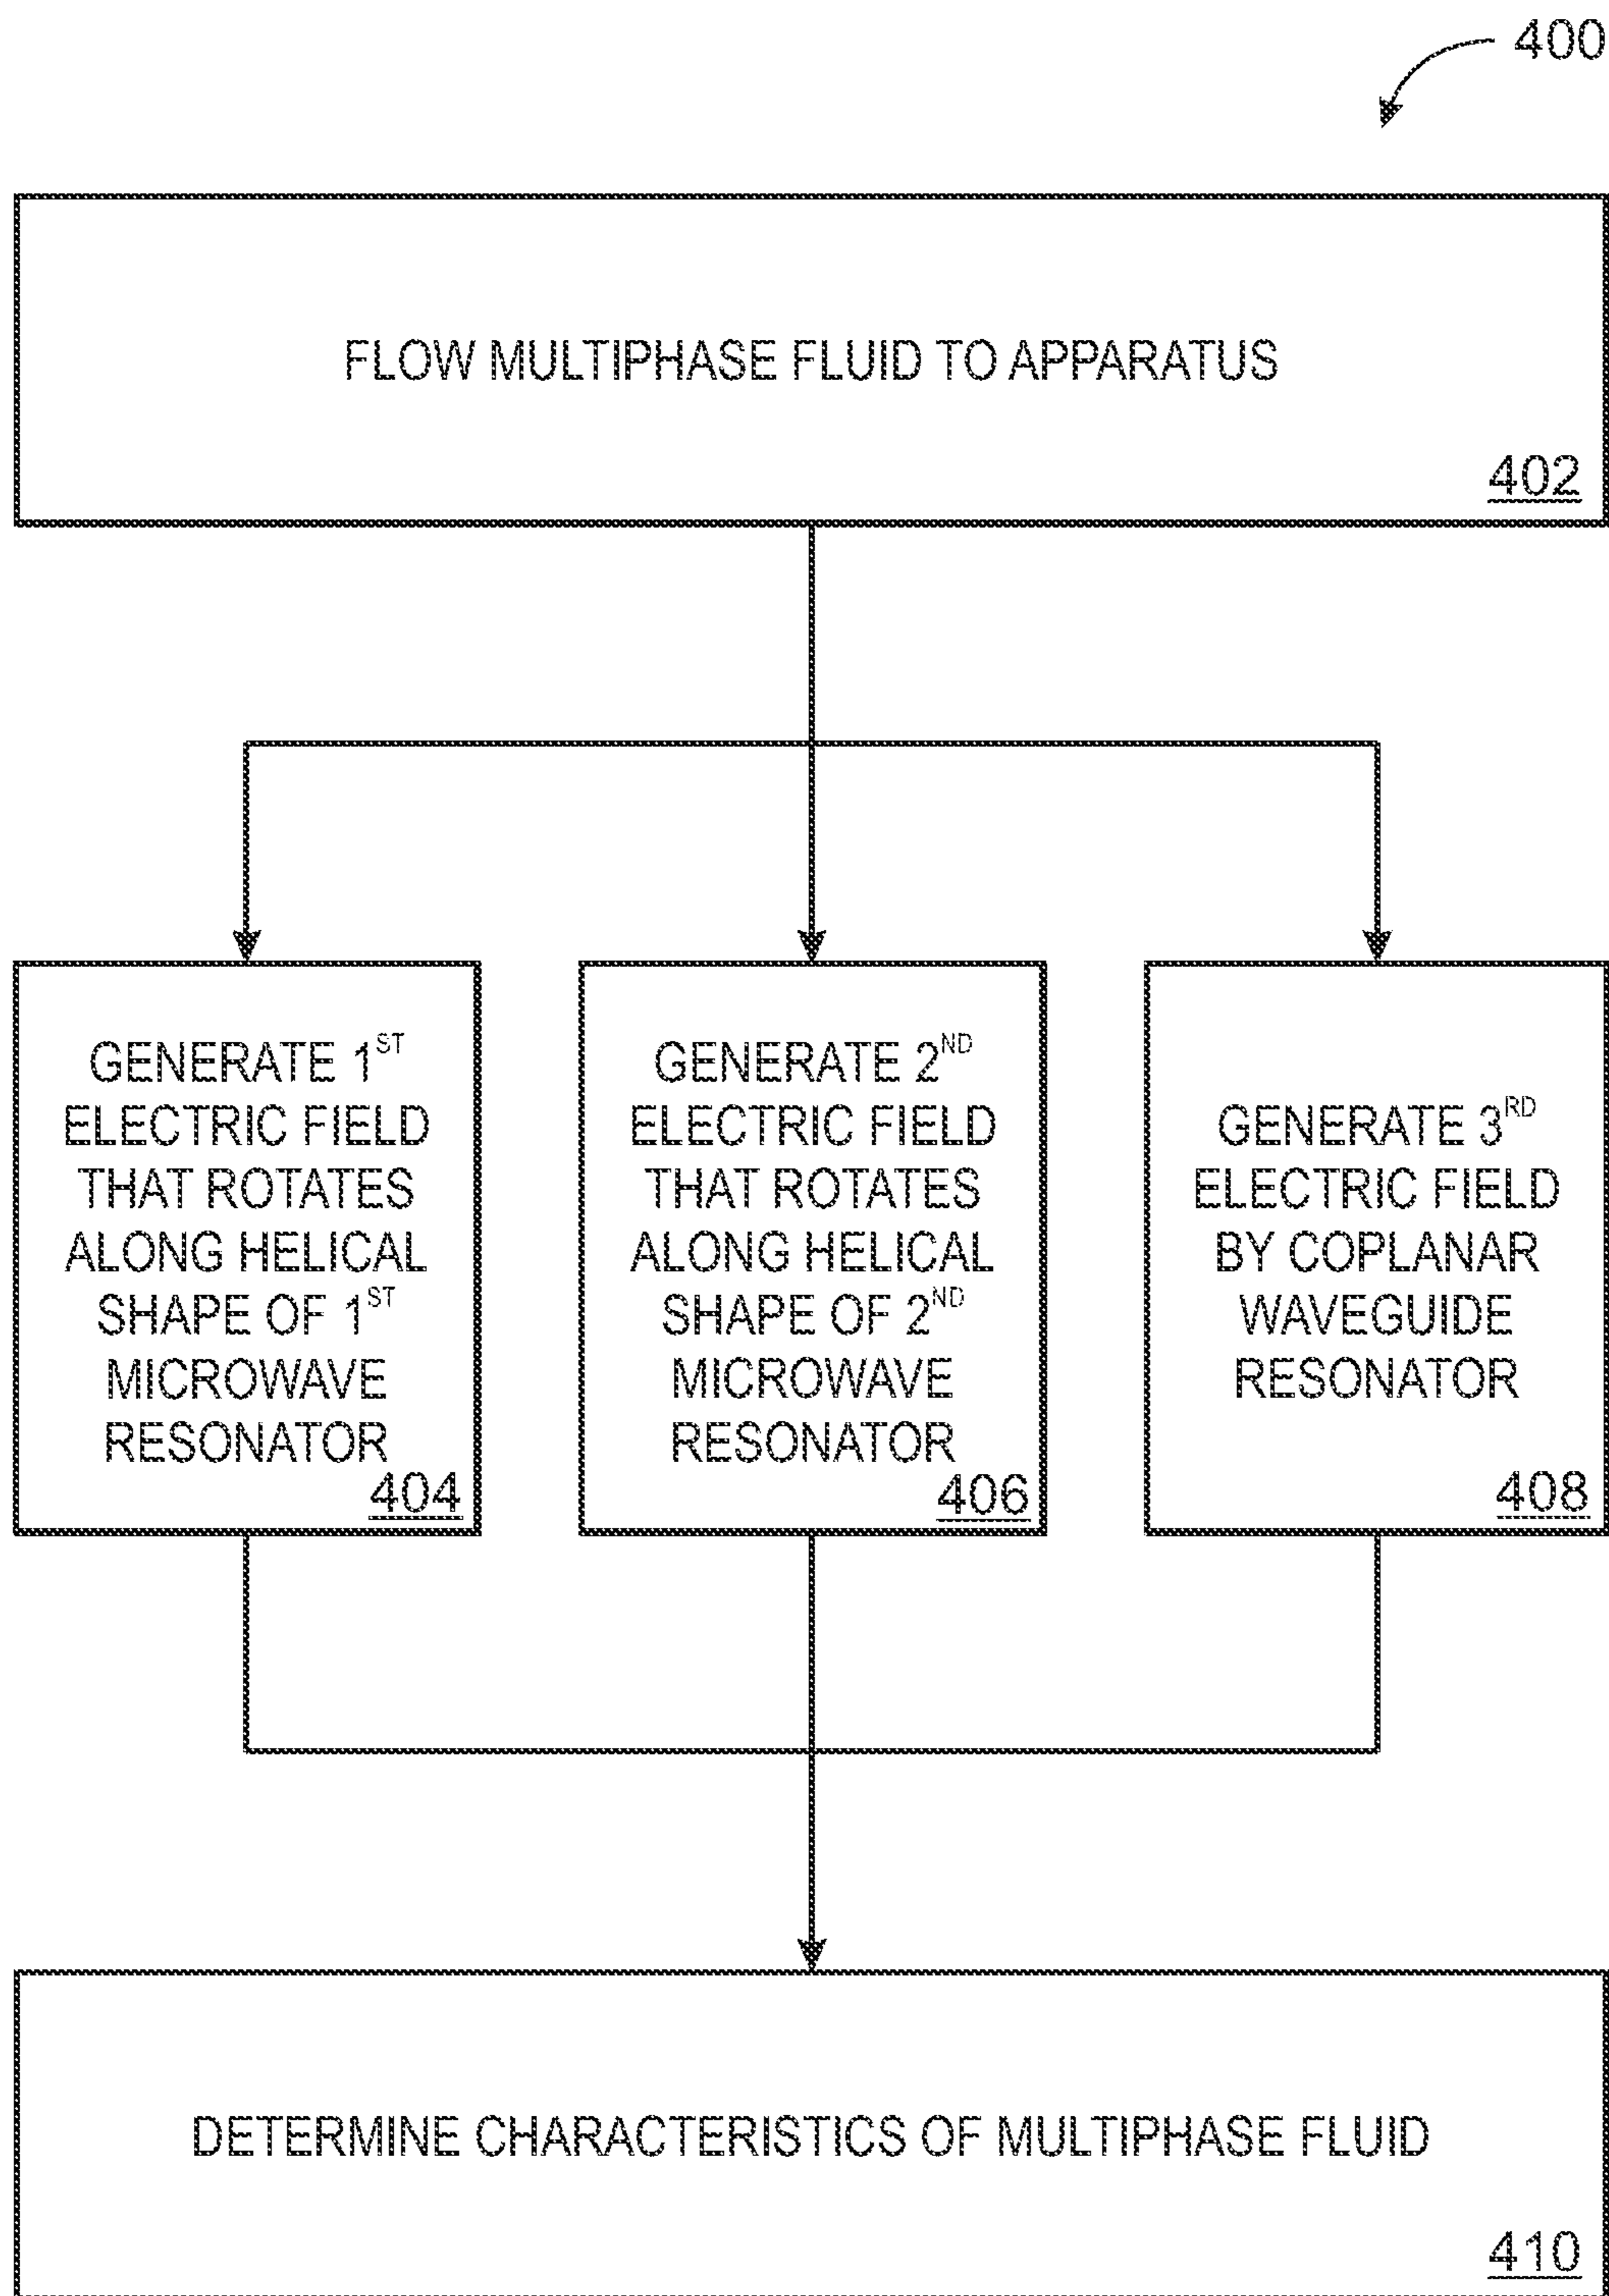 400
FLOW MULTIPHASE FLUID TO APPARATUS
402
GENERATE 1ST
ELECTRIC FIELD
THAT ROTATES
ALONG HELICAL
SHAPE OF 1ST
MICROWAVE
RESONATOR
404
GENERATE 2ND
ELECTRIC FIELD
THAT ROTATES
ALONG HELICAL
SHAPE OF 2ND
MICROWAVE
RESONATOR
406
GENERATE 3RD
ELECTRIC FIELD
BY COPLANAR
WAVEGUIDE
RESONATOR
408
DETERMINE CHARACTERISTICS OF MULTIPHASE FLUID
410